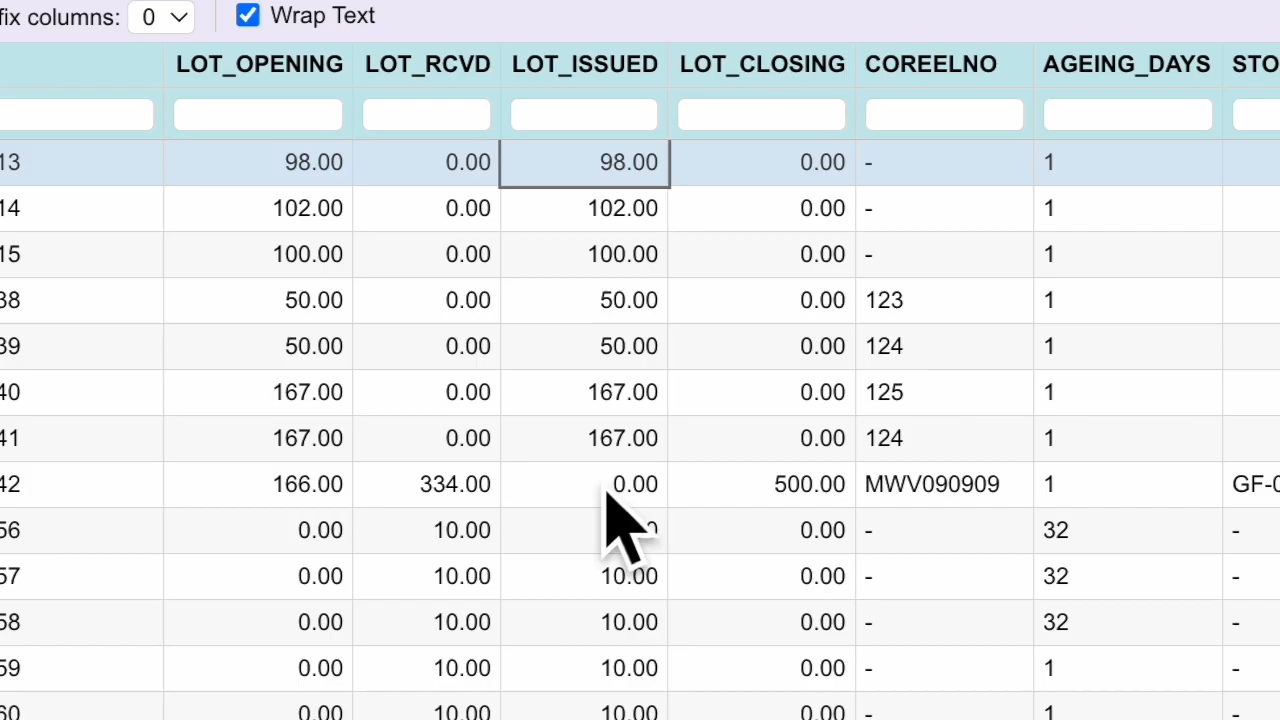 fix columns: 0 Wrap Text
LOT_OPENING LOT_RCVD LOT_ISSUED LOT_CLOSING COREELNO AGEING_DAYS STO
13 98.00 0.00 98.00 0.00 - 1
14 102.00 0.00 102.00 0.00 - 1
15 100.00 0.00 100.00 0.00 - 1
38 50.00 0.00 50.00 0.00 123 1
39 50.00 0.00 50.00 0.00 124 1
40 167.00 0.00 167.00 0.00 125 1
41 167.00 0.00 167.00 0.00 124 1
42 166.00 334.00 0.00 500.00 MWV090909 1 GF-0
56 0.00 10.00 0.00 - 32 -
57 0.00 10.00 10.00 0.00 - 32 -
58 0.00 10.00 10.00 0.00 - 32 -
59 0.00 10.00 10.00 0.00 - 1 -
60 0.00 10.00 10.00 0.00 - 1 -